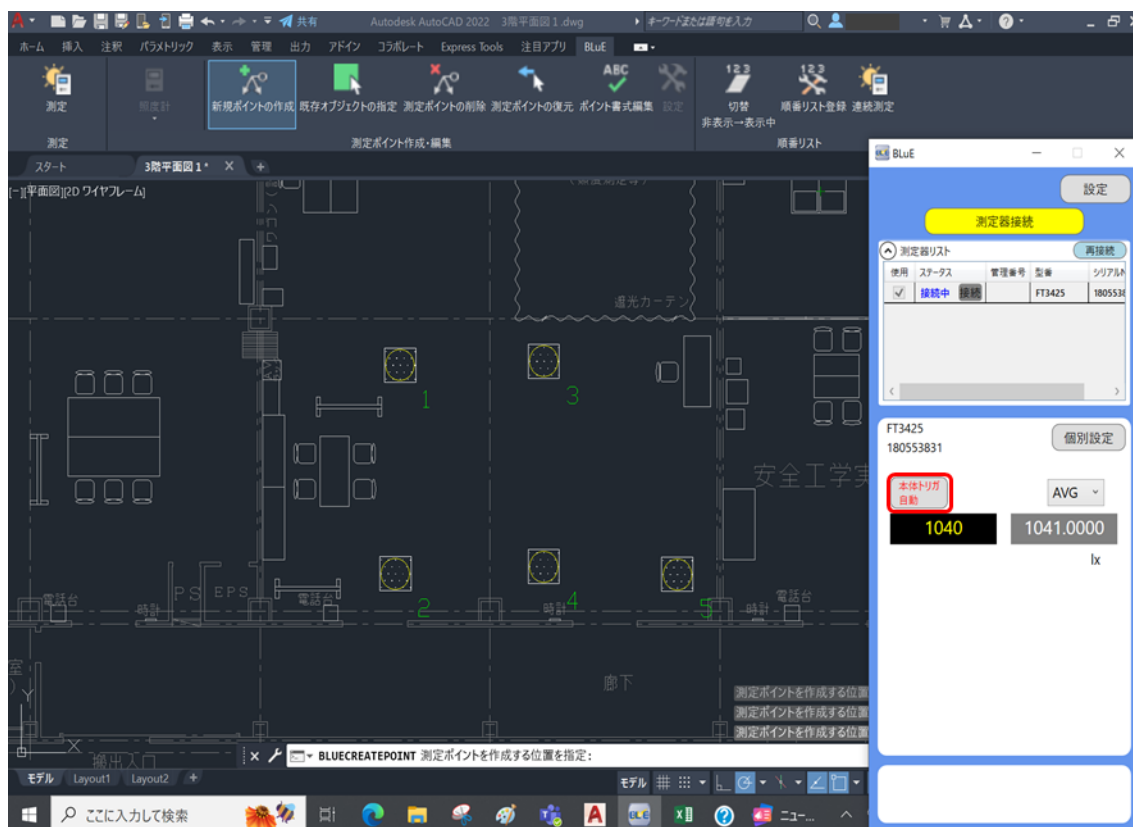 共有 Autodesk AutoCAD 2022 3階平面図1.dwg キーワードまたは語句を入力
ホーム 挿入 注釈 パラメトリック 表示 管理 出力 アドイン コラボレート Express Tools 注目アプリ BLuE
測定 照度計 新規ポイントの作成 既存オブジェクトの指定 測定ポイントの削除 測定ポイントの復元 ABC ポイント書式編集 設定 123 切替 123 順番リスト登録 連続測定
非表示→表示中
測定 測定ポイント作成・編集 順番リスト
スタート 3階平面図1* X +
[-][平面図][2D ワイヤフレーム]
BLuE
設定
測定器接続
測定器リスト 再接続
使用 ステータス 管理番号 型番
接続中 接続 FT3425 1805538
遮光カーテン
1
3
FT3425
180553831
個別設定
本体トリガ
自動
AVG
1040 1041.0000
lx
安全工学実
PS EPS
電話台
時計
電話台
時計
時計
電話台
2
4
5
廊下
室
Y
X
搬出入口
測定ポイントを作成する位置
測定ポイントを作成する位置
測定ポイントを作成する位置
BLUECREATEPOINT 測定ポイントを作成する位置を指定:
モデル Layout1 Layout2 + モデル
ここに入力して検索 BLuE ニュー...